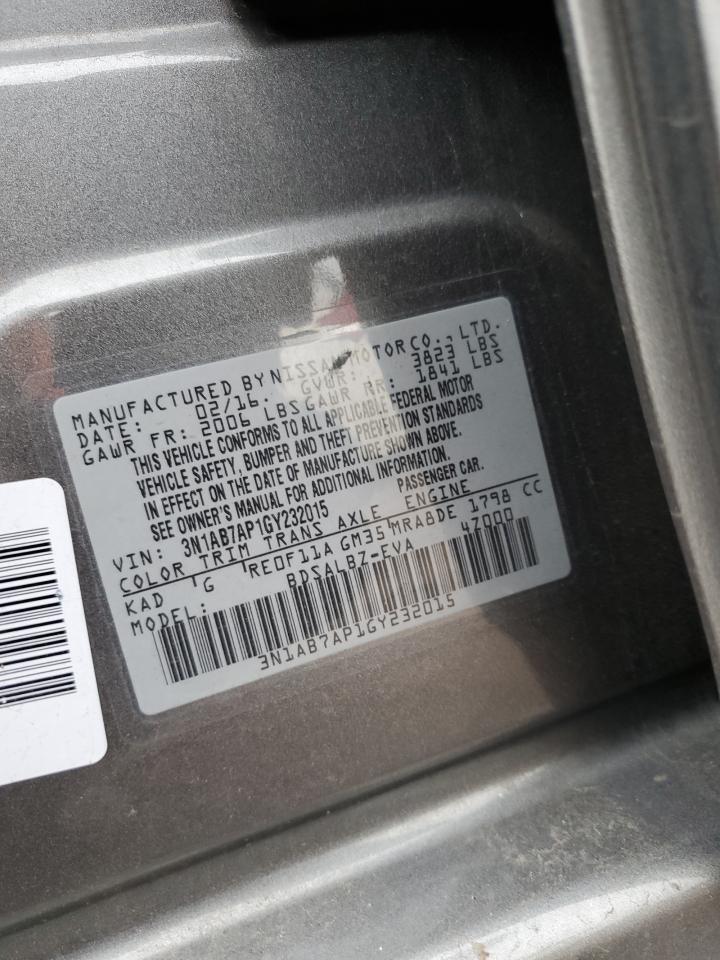 MANUFACTURED BY NISSAN MOTOR CO., LTD.
DATE: 02/16. GVWR: 3823 LBS
GAWR FR: 2006 LBS GAWR RR: 1841 LBS
THIS VEHICLE CONFORMS TO ALL APPLICABLE FEDERAL MOTOR
VEHICLE SAFETY, BUMPER AND THEFT PREVENTION STANDARDS
IN EFFECT ON THE DATE OF MANUFACTURE SHOWN ABOVE.
SEE OWNER'S MANUAL FOR ADDITIONAL INFORMATION.
VIN: 3N1AB7AP1GY232015 PASSENGER CAR.
COLOR TRIM TRANS AXLE ENGINE
KAD G RE0F11A GM35 MRA8DE 1798 CC
MODEL: BDSALBZ-EVA 47000
3N1AB7AP1GY232015